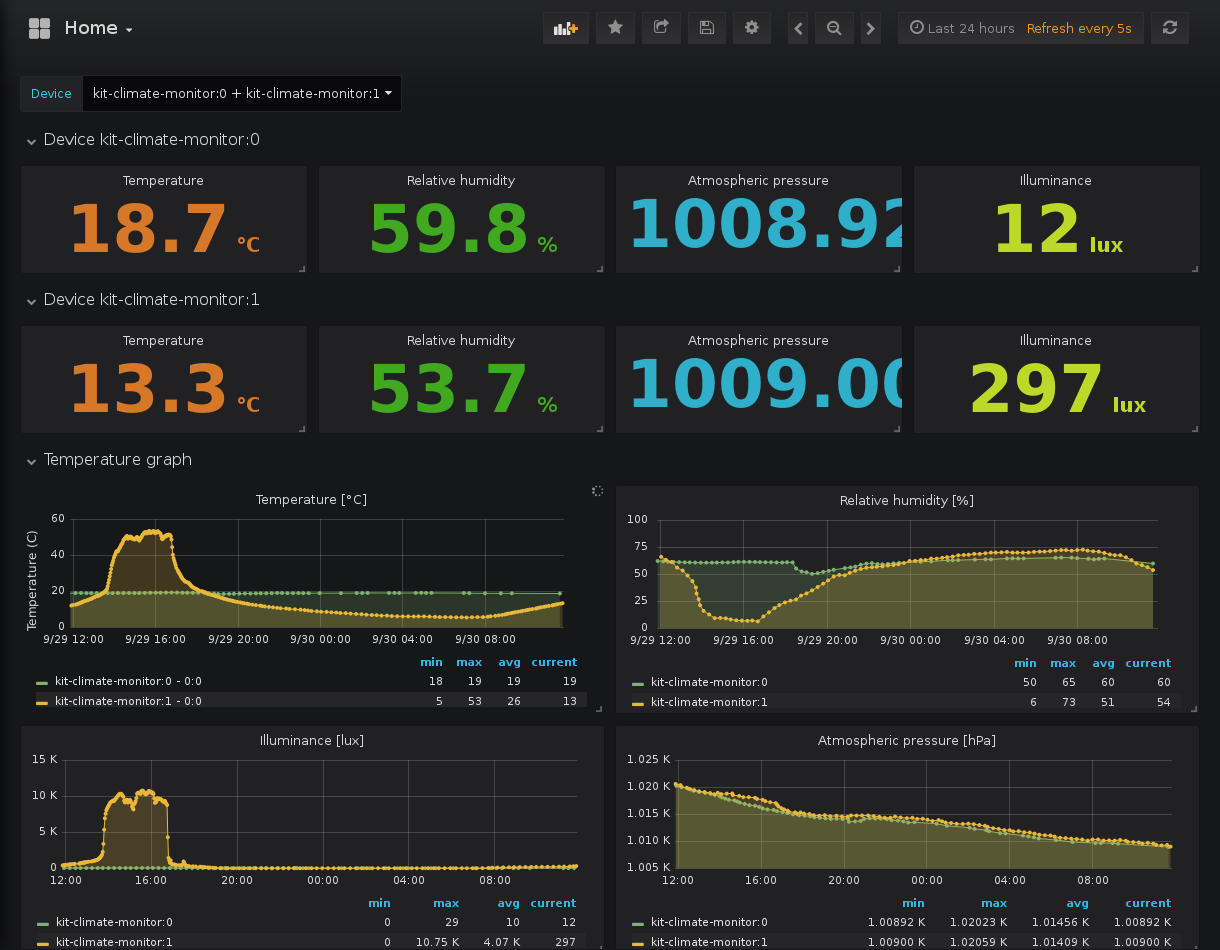 Home
Last 24 hours Refresh every 5s
Device kit-climate-monitor:0 + kit-climate-monitor:1
Device kit-climate-monitor:0
Temperature Relative humidity Atmospheric pressure Illuminance
18.7 °C 59.8 % 1008.92 12 lux
Device kit-climate-monitor:1
Temperature Relative humidity Atmospheric pressure Illuminance
13.3 °C 53.7 % 1009.00 297 lux
Temperature graph
Temperature [°C]
Temperature (C)
60
40
20
0
9/29 12:00 9/29 16:00 9/29 20:00 9/30 00:00 9/30 04:00 9/30 08:00
min max avg current
kit-climate-monitor:0 - 0:0 18 19 19 19
kit-climate-monitor:1 - 0:0 5 53 26 13
Relative humidity [%]
100
75
50
25
0
9/29 12:00 9/29 16:00 9/29 20:00 9/30 00:00 9/30 04:00 9/30 08:00
min max avg current
kit-climate-monitor:0 50 65 60 60
kit-climate-monitor:1 6 73 51 54
Illuminance [lux]
15 K
10 K
5 K
0
12:00 16:00 20:00 00:00 04:00 08:00
min max avg current
kit-climate-monitor:0 0 29 10 12
kit-climate-monitor:1 0 10.75 K 4.07 K 297
Atmospheric pressure [hPa]
1.025 K
1.020 K
1.015 K
1.010 K
1.005 K
12:00 16:00 20:00 00:00 04:00 08:00
min max avg current
kit-climate-monitor:0 1.00892 K 1.02023 K 1.01456 K 1.00892 K
kit-climate-monitor:1 1.00900 K 1.02059 K 1.01409 K 1.00900 K